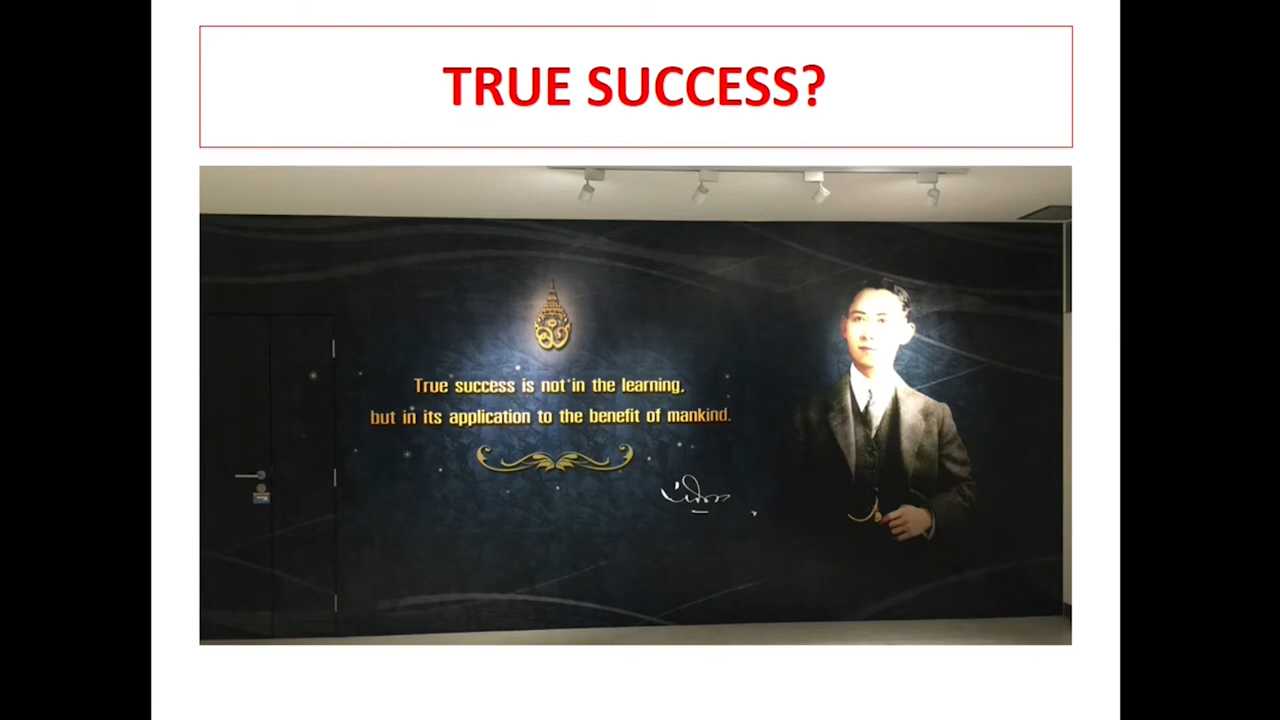 TRUE SUCCESS?
True success is not in the learning,
but in its application to the benefit of mankind.